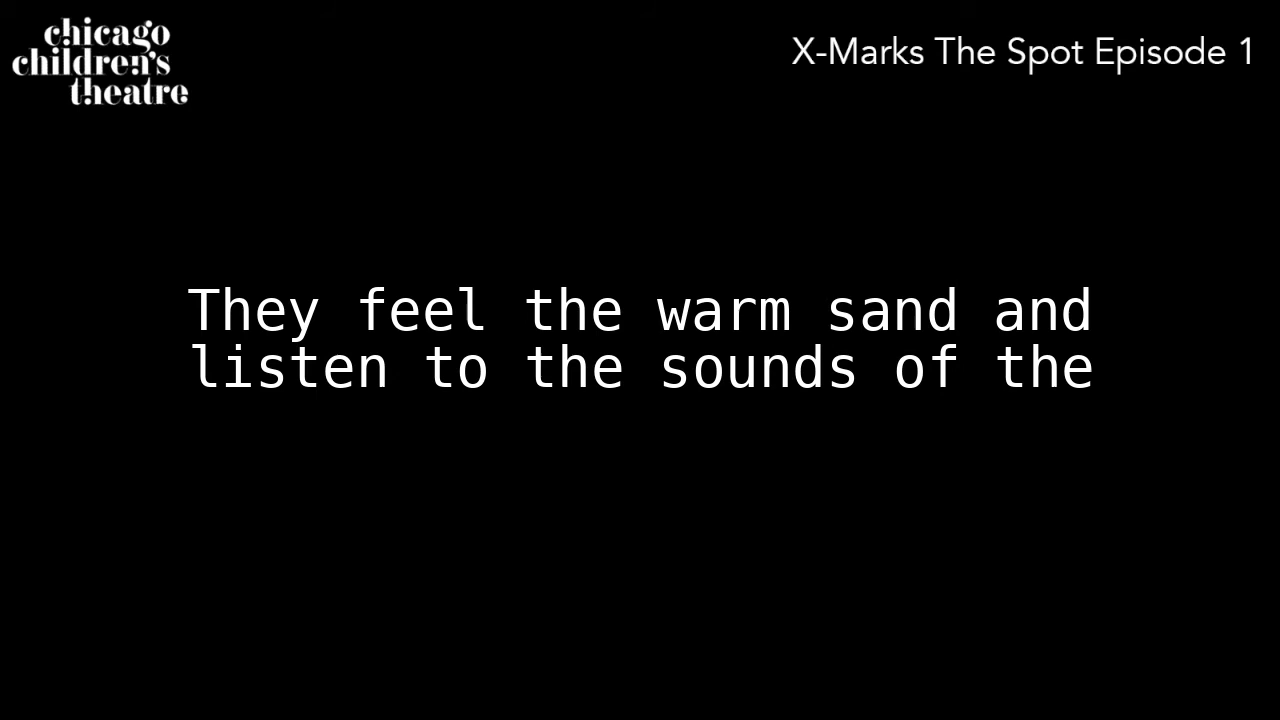 chicago
children's
theatre
X-Marks The Spot Episode 1
They feel the warm sand and
listen to the sounds of the